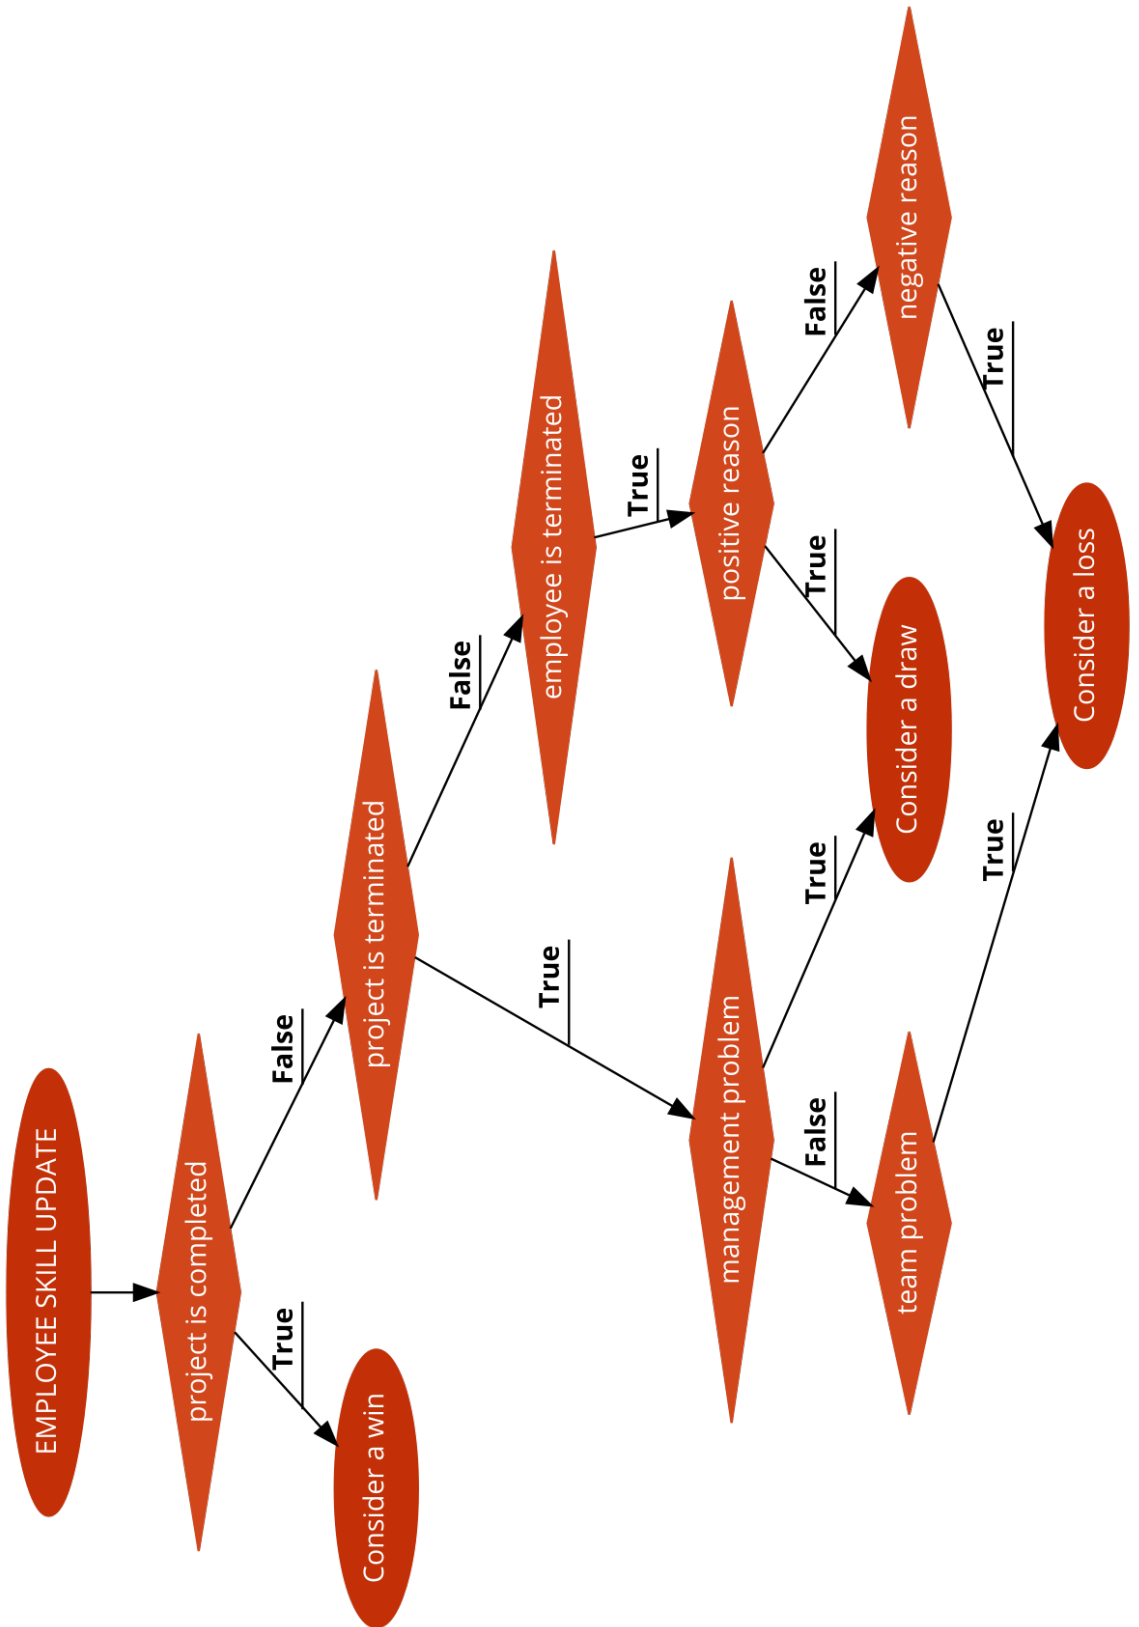 EMPLOYEE SKILL UPDATE
project is completed
True
False
Consider a win
project is terminated
True
False
employee is terminated
True
management problem
positive reason
False
True
True
False
team problem
Consider a draw
negative reason
True
True
Consider a loss